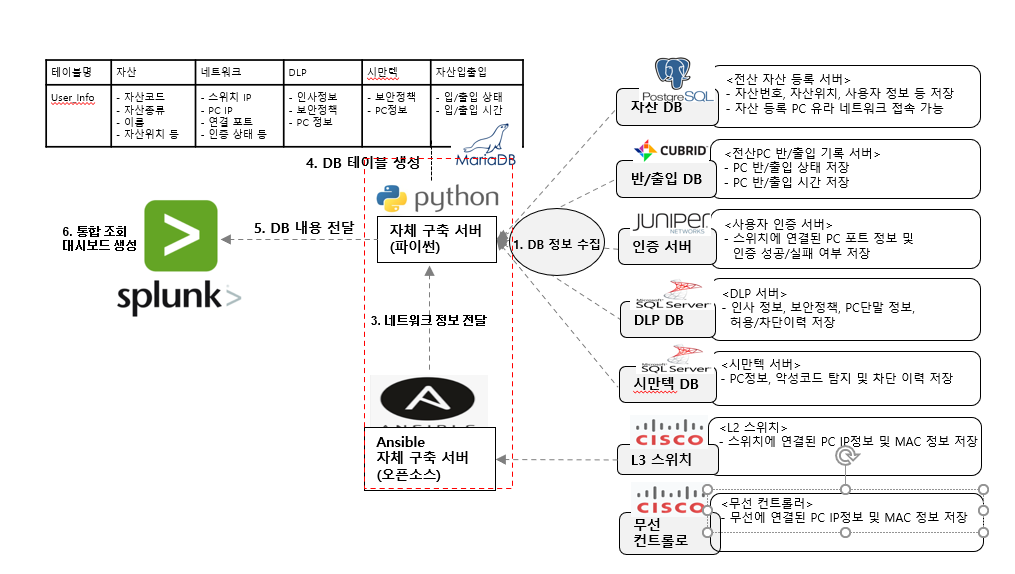 테이블명
자산
네트워크
DLP
시만텍
자산입출입
User_Info
- 자산코드
- 자산종류
- 이름
- 자산위치 등
- 스위치 IP
- PC IP
- 연결 포트
- 인증 상태 등
- 인사정보
- 보안정책
- PC 정보
- 보안정책
- PC정보
- 입/출입 상태
- 입/출입 시간
MariaDB
4. DB 테이블 생성
python
자체 구축 서버
(파이썬)
5. DB 내용 전달
6. 통합 조회
대시보드 생성
splunk>
1. DB 정보 수집
3. 네트워크 정보 전달
ANSIBLE
Ansible
자체 구축 서버
(오픈소스)
PostgreSQL
자산 DB
<전산 자산 등록 서버>
- 자산번호, 자산위치, 사용자 정보 등 저장
- 자산 등록 PC 유라 네트워크 접속 가능
CUBRID
반/출입 DB
<전산PC 반/출입 기록 서버>
- PC 반/출입 상태 저장
- PC 반/출입 시간 저장
JUNIPER
NETWORKS
인증 서버
<사용자 인증 서버>
- 스위치에 연결된 PC 포트 정보 및
인증 성공/실패 여부 저장
Microsoft
SQL Server
DLP DB
<DLP 서버>
- 인사 정보, 보안정책, PC단말 정보,
허용/차단이력 저장
Microsoft
SQL Server
시만텍 DB
<시만텍 서버>
- PC정보, 악성코드 탐지 및 차단 이력 저장
CISCO
L3 스위치
<L2 스위치>
- 스위치에 연결된 PC IP정보 및 MAC 정보 저장
CISCO
무선
컨트롤로
<무선 컨트롤러>
- 무선에 연결된 PC IP정보 및 MAC 정보 저장